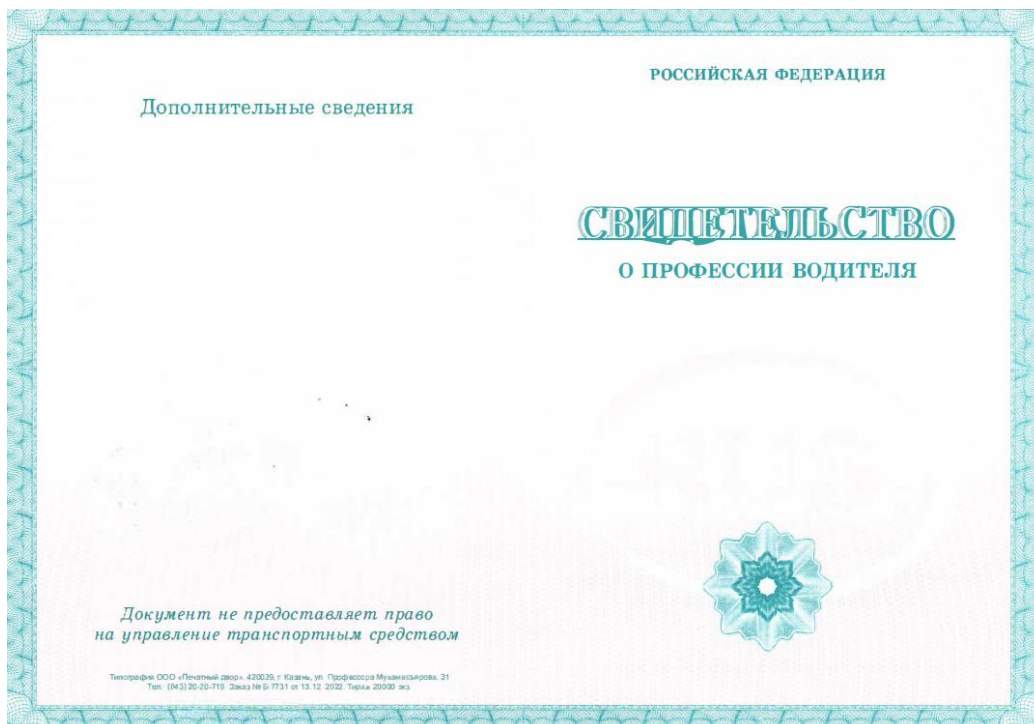 Дополнительные сведения
Документ не предоставляет право
на управление транспортным средством
Типография ООО «Печатный двор». 420039, г. Казань, ул. Профессора Мухамедьярова, 31
Тел. (843) 20-20-719 Заказ № Б-7731 от 13.12 2022. Тираж 20000 экз.
РОССИЙСКАЯ ФЕДЕРАЦИЯ
СВИДЕТЕЛЬСТВО
О ПРОФЕССИИ ВОДИТЕЛЯ